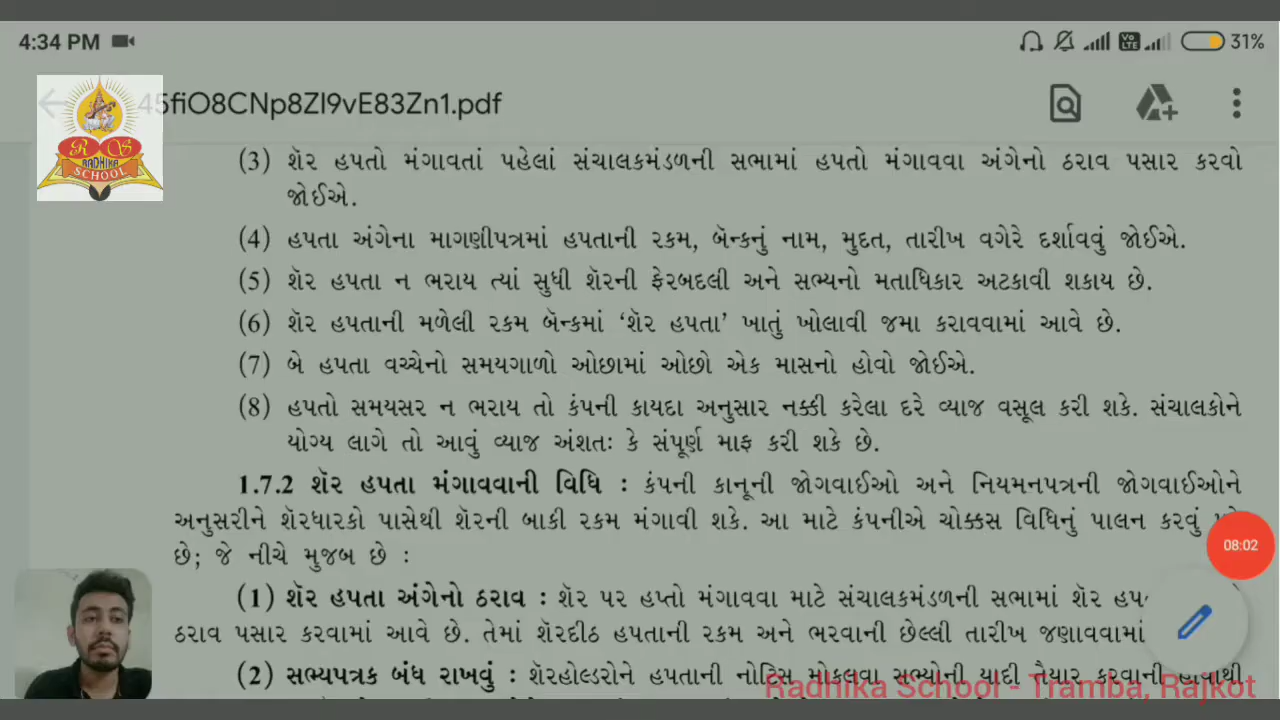 4:34 PM
Vo LTE
31%
45fiO8CNp8Zl9vE83Zn1.pdf
R S
RADHIKA
SCHOOL
(3) શૅર હપતો મંગાવતાં પહેલાં સંચાલકમંડળની સભામાં હપતો મંગાવવા અંગેનો ઠરાવ પસાર કરવો
જોઈએ.
(4) હપતા અંગેના માગણીપત્રમાં હપતાની રકમ, બૅન્કનું નામ, મુદત, તારીખ વગેરે દર્શાવવું જોઈએ.
(5) શૅર હપતા ન ભરાય ત્યાં સુધી શૅરની ફેરબદલી અને સભ્યનો મતાધિકાર અટકાવી શકાય છે.
(6) શૅર હપતાની મળેલી રકમ બૅન્કમાં ‘શૅર હપતા’ ખાતું ખોલાવી જમા કરાવવામાં આવે છે.
(7) બે હપતા વચ્ચેનો સમયગાળો ઓછામાં ઓછો એક માસનો હોવો જોઈએ.
(8) હપતો સમયસર ન ભરાય તો કંપની કાયદા અનુસાર નક્કી કરેલા દરે વ્યાજ વસૂલ કરી શકે. સંચાલકોને
યોગ્ય લાગે તો આવું વ્યાજ અંશતઃ કે સંપૂર્ણ માફ કરી શકે છે.
1.7.2 શૅર હપતા મંગાવવાની વિધિ : કંપની કાનૂની જોગવાઈઓ અને નિયમનપત્રની જોગવાઈઓને
અનુસરીને શૅરધારકો પાસેથી શૅરની બાકી રકમ મંગાવી શકે. આ માટે કંપનીએ ચોક્કસ વિધિનું પાલન કરવું
08:02
છે; જે નીચે મુજબ છે :
(1) શૅર હપતા અંગેનો ઠરાવ : શૅર પર હપ્તો મંગાવવા માટે સંચાલકમંડળની સભામાં શૅર
ઠરાવ પસાર કરવામાં આવે છે. તેમાં શૅરદીઠ હપતાની રકમ અને ભરવાની છેલ્લી તારીખ જણાવવામાં
(2) સભ્યપત્રક બંધ રાખવું : શૅરહોલ્ડરોને હપતાની નોટિસ મોકલવા સભ્યોની યાદી તૈયાર કરવાની હોવાથી
Radhika School - Tramba, Rajkot